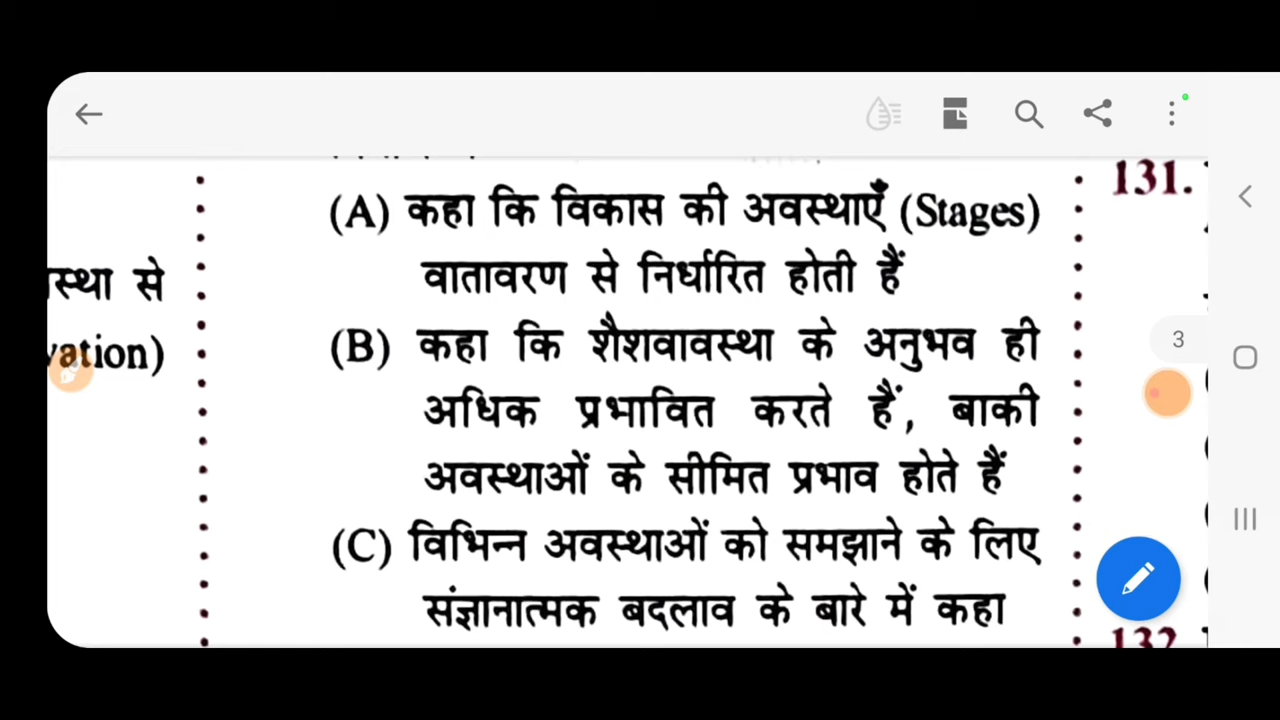 (A) कहा कि विकास की अवस्थाएँ (Stages)
वातावरण से निर्धारित होती हैं
(B) कहा कि शैशवावस्था के अनुभव ही
अधिक प्रभावित करते हैं, बाकी
अवस्थाओं के सीमित प्रभाव होते हैं
(C) विभिन्न अवस्थाओं को समझाने के लिए
संज्ञानात्मक बदलाव के बारे में कहा
स्था से
vation)
131.
3
132.